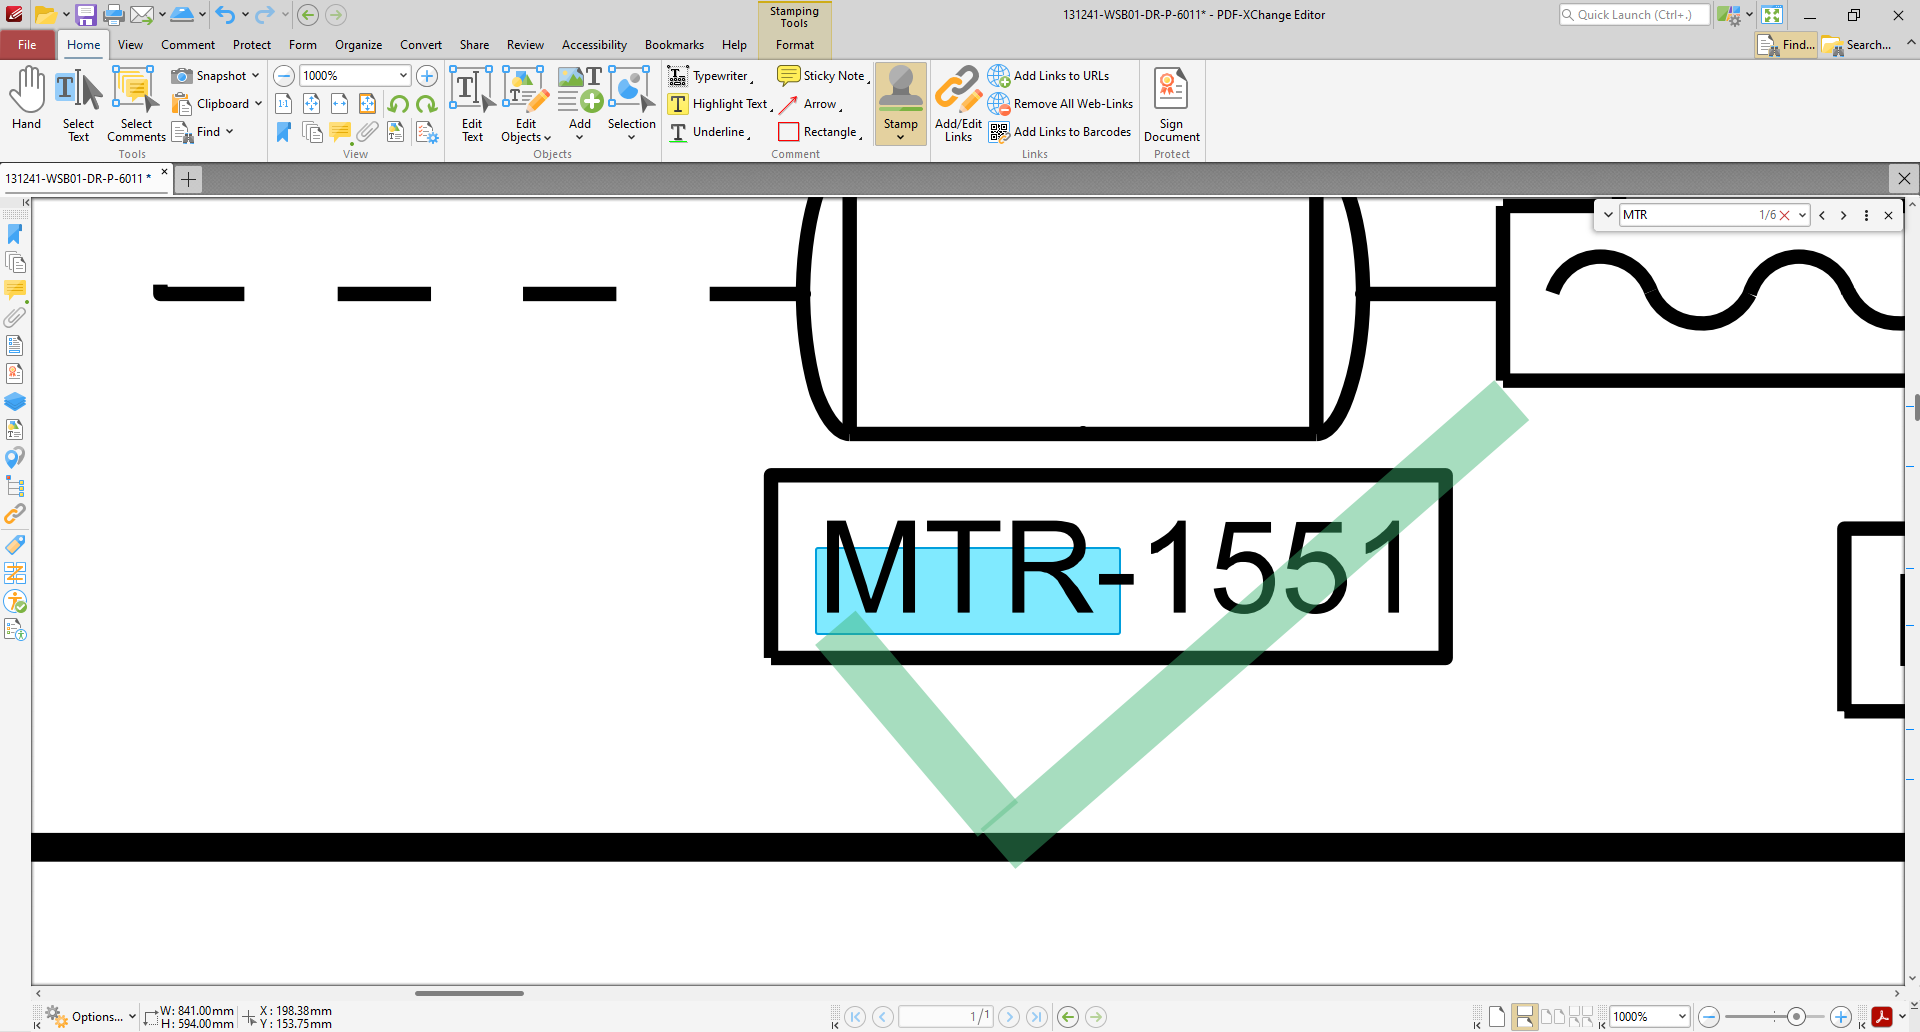 Stamping
Tools
131241-WSB01-DR-P-6011* - PDF-XChange Editor
Quick Launch (Ctrl+.)
File
Home
View
Comment
Protect
Form
Organize
Convert
Share
Review
Accessibility
Bookmarks
Help
Format
Find...
Search...
Hand
Select
Text
Select
Comments
Snapshot
Clipboard
Find
Tools
1000%
1:1
View
Edit
Text
Edit
Objects
Add
Selection
Objects
Typewriter
Highlight Text
Underline
Sticky Note
Arrow
Rectangle
Comment
Stamp
Add/Edit
Links
Add Links to URLs
Remove All Web-Links
Add Links to Barcodes
Links
Sign
Document
Protect
131241-WSB01-DR-P-6011 *
MTR
1/6
MTR-1551
Options...
W: 841.00mm
H: 594.00mm
X : 198.38mm
Y : 153.75mm
1/1
1000%